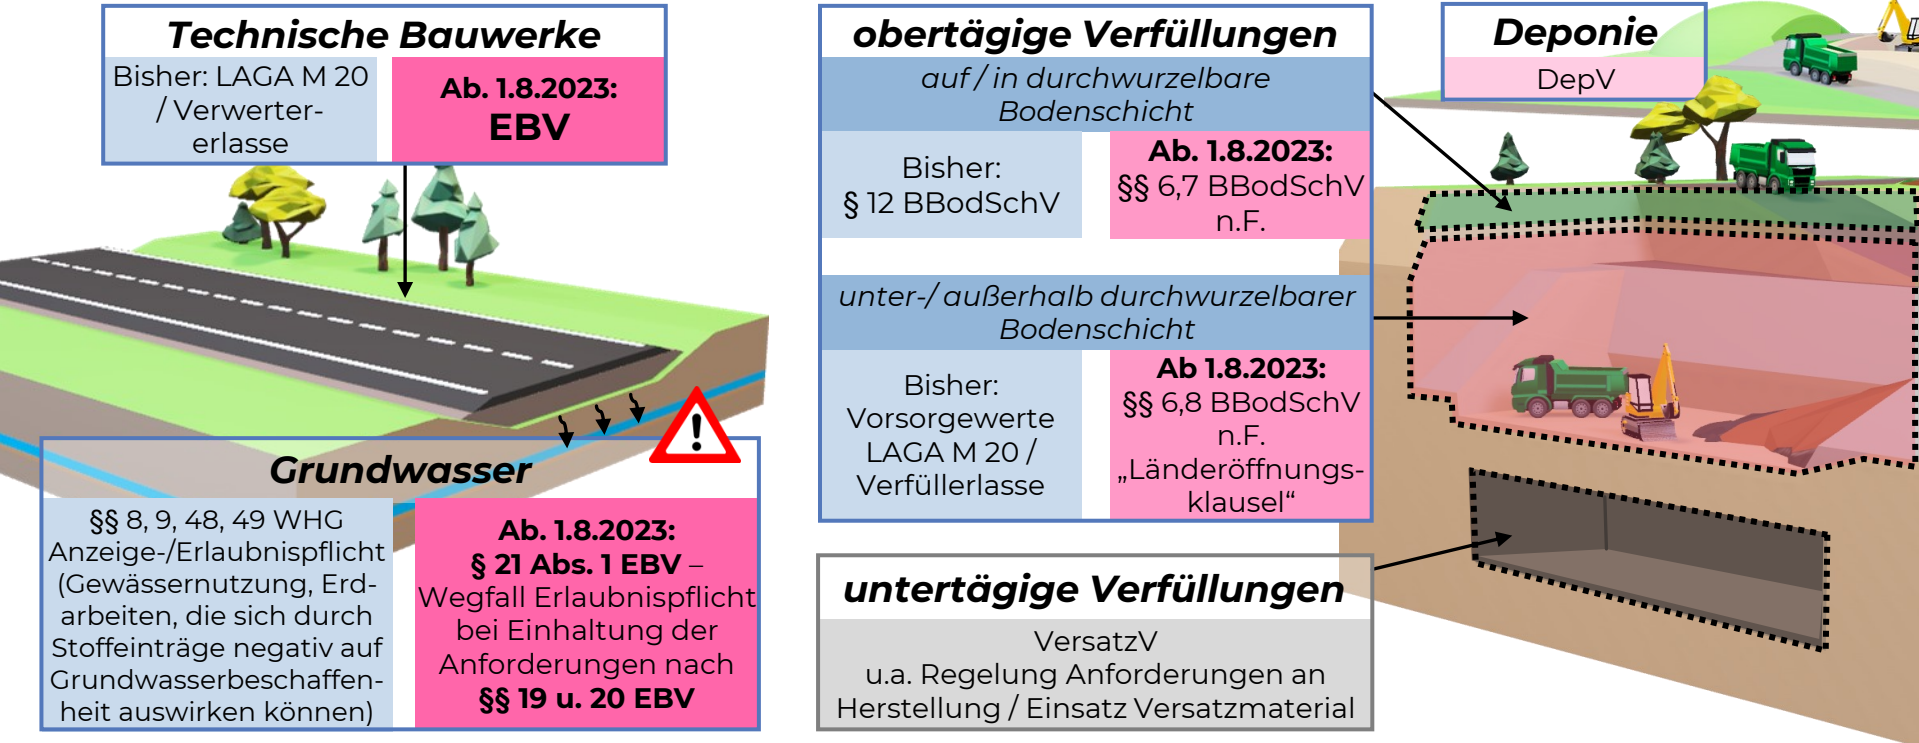 Technische Bauwerke
Bisher: LAGA M 20
/ Verwerter-
erlasse
Ab. 1.8.2023:
EBV
Grundwasser
§§ 8, 9, 48, 49 WHG
Anzeige-/Erlaubnispflicht
(Gewässernutzung, Erd-
arbeiten, die sich durch
Stoffeinträge negativ auf
Grundwasserbeschaffen-
heit auswirken können)
Ab. 1.8.2023:
§ 21 Abs. 1 EBV –
Wegfall Erlaubnispflicht
bei Einhaltung der
Anforderungen nach
§§ 19 u. 20 EBV
obertägige Verfüllungen
auf / in durchwurzelbare
Bodenschicht
Bisher:
§ 12 BBodSchV
Ab. 1.8.2023:
§§ 6,7 BBodSchV
n.F.
unter-/ außerhalb durchwurzelbarer
Bodenschicht
Bisher:
Vorsorgewerte
LAGA M 20 /
Verfüllerlasse
Ab 1.8.2023:
§§ 6,8 BBodSchV
n.F.
„Länderöffnungs-
klausel“
untertägige Verfüllungen
VersatzV
u.a. Regelung Anforderungen an
Herstellung / Einsatz Versatzmaterial
Deponie
DepV